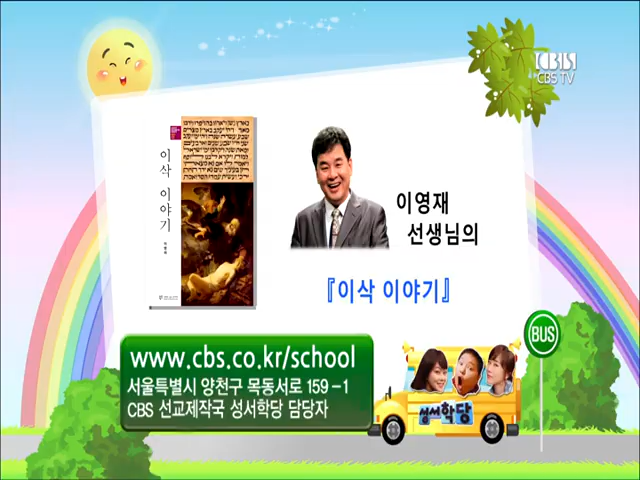 CBS
CBS TV
이삭 이야기
이영재
선생님의
『이삭 이야기』
BUS
www.cbs.co.kr/school
서울특별시 양천구 목동서로 159-1
CBS 선교제작국 성서학당 담당자
성서학당